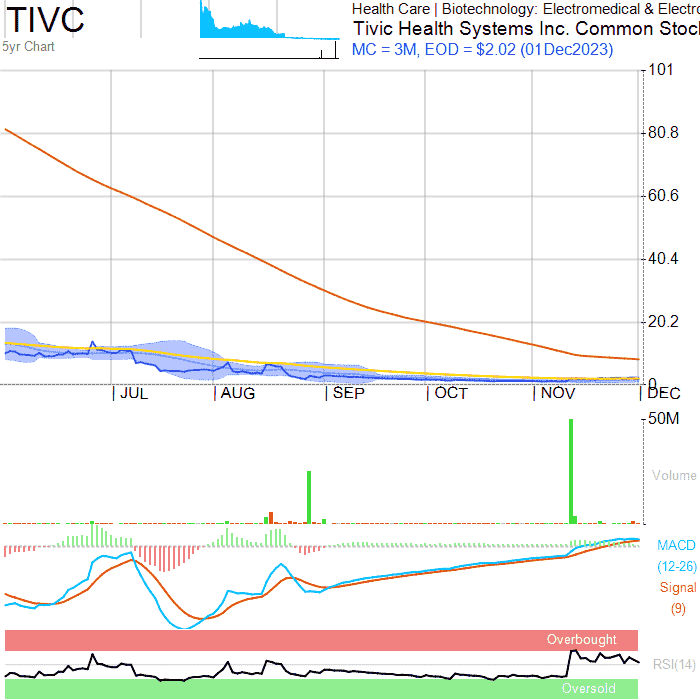 TIVC
5yr Chart
Health Care | Biotechnology: Electromedical & Electro
Tivic Health Systems Inc. Common Stoc
MC = 3M, EOD = $2.02 (01Dec2023)
101
80.8
60.6
40.4
20.2
0
JUL
AUG
SEP
OCT
NOV
DEC
50M
Volume
MACD
(12-26)
Signal
(9)
Overbought
RSI(14)
Oversold